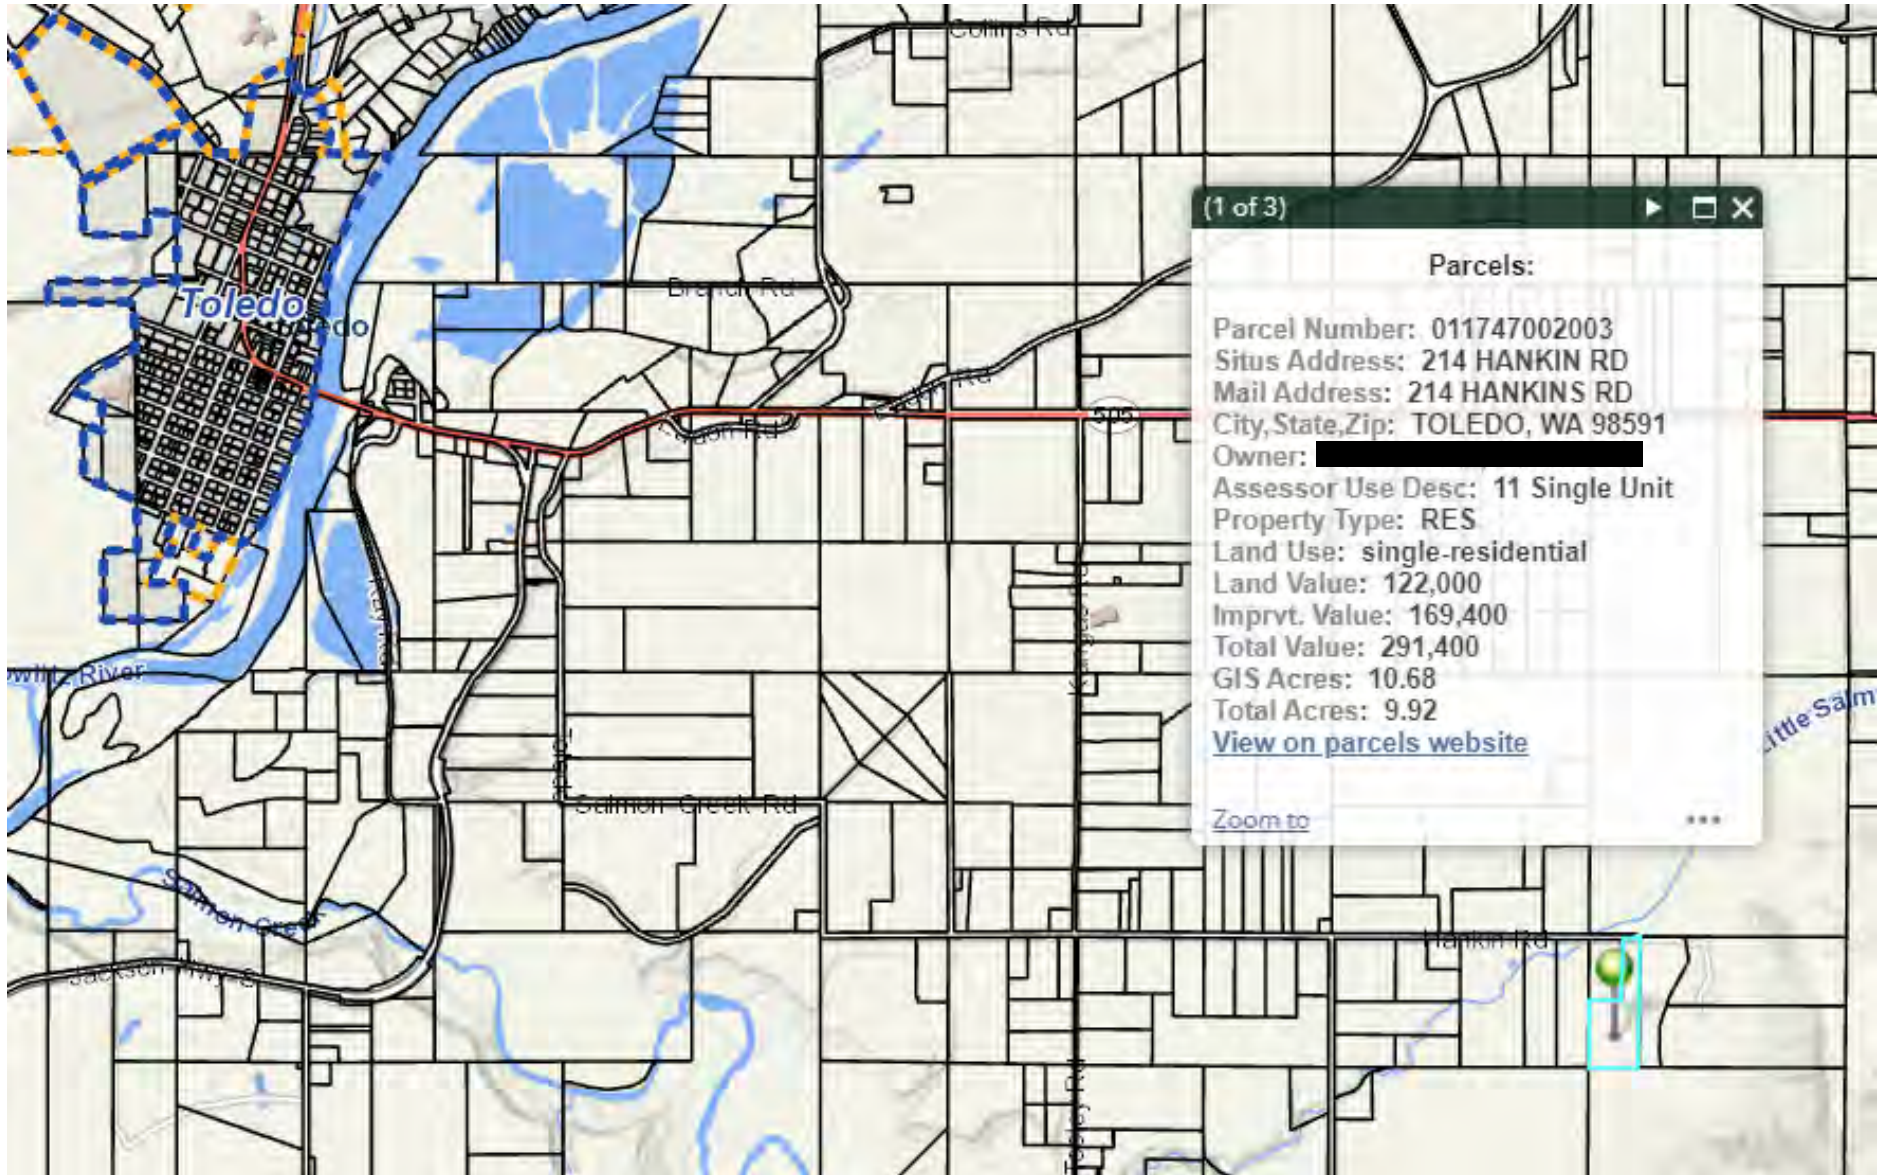 Collins Rd
(1 of 3)
Parcels:
Parcel Number: 011747002003
Situs Address: 214 HANKIN RD
Mail Address: 214 HANKINS RD
City,State,Zip: TOLEDO, WA 98591
Owner:
Assessor Use Desc: 11 Single Unit
Property Type: RES
Land Use: single-residential
Land Value: 122,000
Imprvt. Value: 169,400
Total Value: 291,400
GIS Acres: 10.68
Total Acres: 9.92
View on parcels website
Zoom to
Toledo
Rd
505
Rd
River
Salmon Creek Rd
Salmon Creek
Jackson Hwy S
Hankin Rd
Little Salm